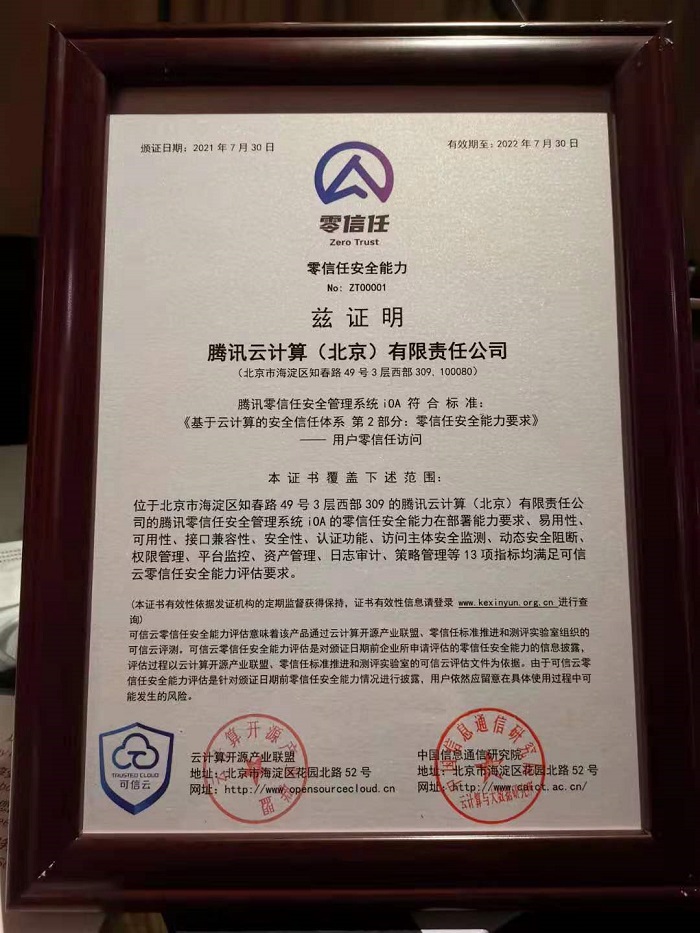 颁证日期：2021 年 7 月 30 日
有效期至：2022 年 7 月 30 日
零信任
Zero Trust
零信任安全能力
No: ZT00001
兹 证 明
腾讯云计算（北京）有限责任公司
（北京市海淀区知春路 49 号 3 层西部 309, 100080）
腾讯零信任安全管理系统 iOA 符 合 标 准：
《基于云计算的安全信任体系 第 2 部分：零信任安全能力要求》
—— 用户零信任访问
本 证 书 覆 盖 下 述 范 围：
位于北京市海淀区知春路 49 号 3 层西部 309 的腾讯云计算（北京）有限责任公
司的腾讯零信任安全管理系统 iOA 的零信任安全能力在部署能力要求、易用性、
可用性、接口兼容性、安全性、认证功能、访问主体安全监测、动态安全阻断、
权限管理、平台监控、资产管理、日志审计、策略管理等 13 项指标均满足可信
云零信任安全能力评估要求。
(本证书有效性依据发证机构的定期监督获得保持，证书有效性信息请登录 www.kexinyun.org.cn 进行查
询)
可信云零信任安全能力评估意味着该产品通过云计算开源产业联盟、零信任标准推进和测评实验室组织的
可信云评测。可信云零信任安全能力评估是对颁证日期前企业所申请评估的零信任安全能力的信息披露，
评估过程以云计算开源产业联盟、零信任标准推进和测评实验室的可信云评估文件为依据。由于可信云零
信任安全能力评估是针对颁证日期前零信任安全能力情况进行披露，用户依然应留意在具体使用过程中可
能发生的风险。
TRUSTED CLOUD
可信云
云计算开源产业联盟
地址：北京市海淀区花园北路 52 号
网址：http://www.opensourcecloud.cn
云计算开源产业联盟
中国信息通信研究院
地址：北京市海淀区花园北路 52 号
网址：http://www.caict.ac.cn/
中国信息通信研究院
云计算与大数据研究所